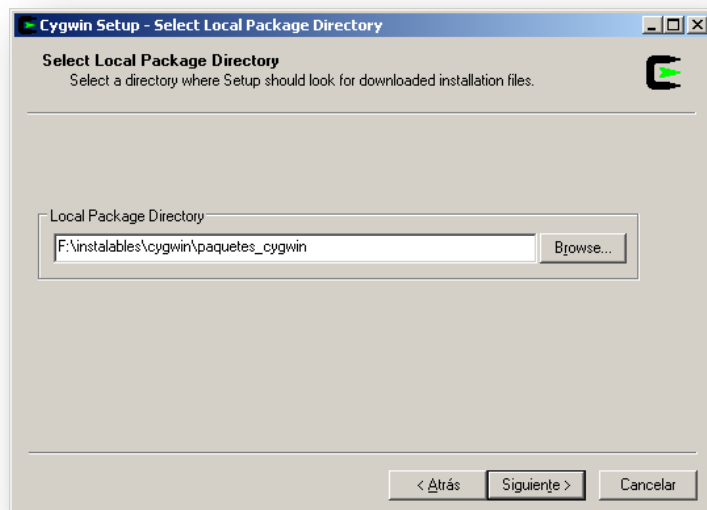 Cygwin Setup - Select Local Package Directory
Select Local Package Directory
Select a directory where Setup should look for downloaded installation files.
Local Package Directory
F:\instalables\cygwin\paquetes_cygwin
Browse...
< Atrás
Siguiente >
Cancelar